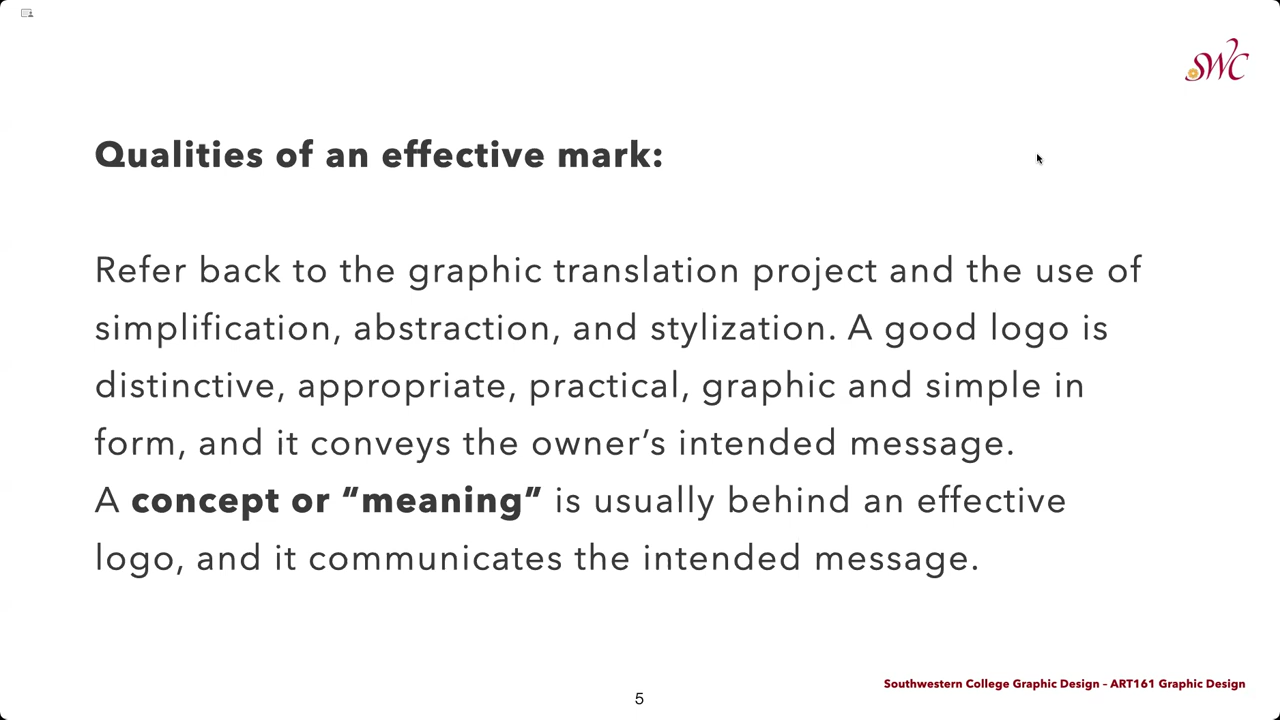 SWC
Qualities of an effective mark:
Refer back to the graphic translation project and the use of
simplification, abstraction, and stylization. A good logo is
distinctive, appropriate, practical, graphic and simple in
form, and it conveys the owner’s intended message.
A concept or “meaning” is usually behind an effective
logo, and it communicates the intended message.
Southwestern College Graphic Design – ART161 Graphic Design
5